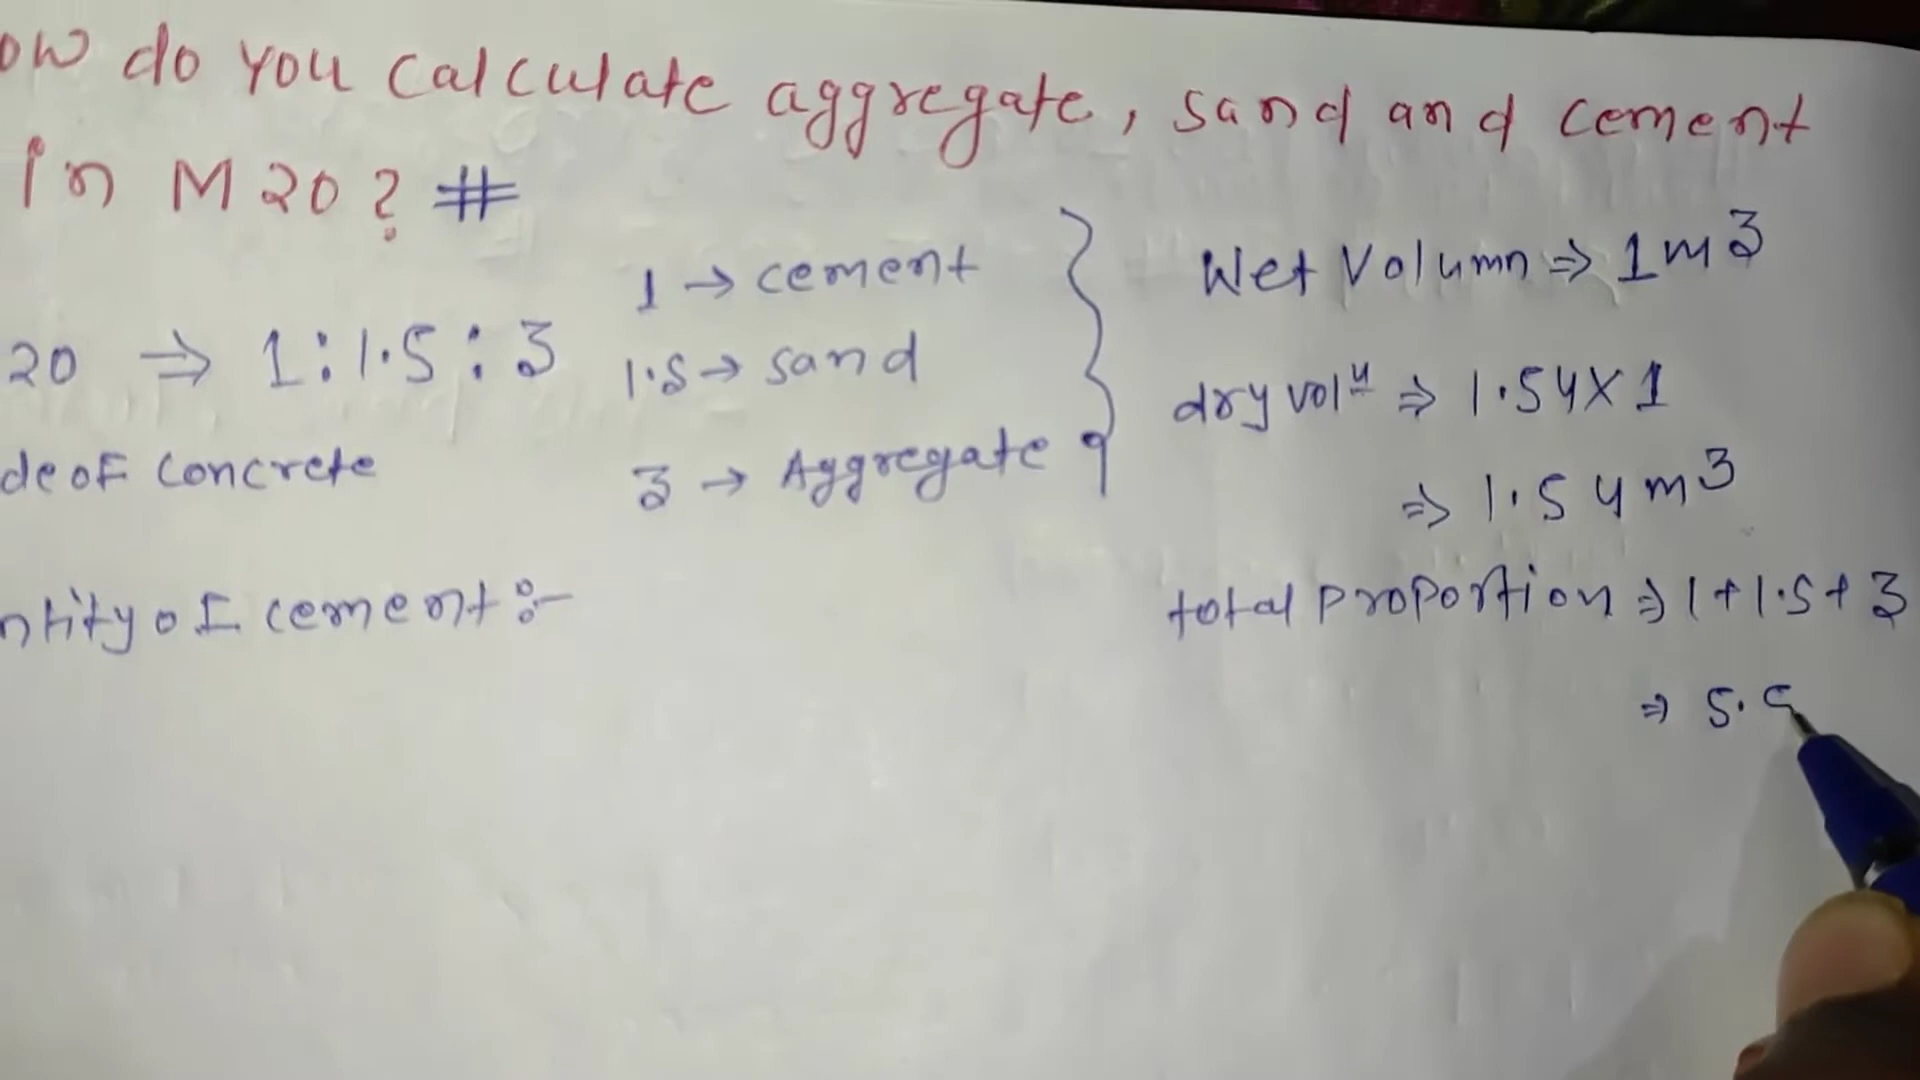 ow do you calculate aggregate, sand and cement
in M20? #
20 ⇒ 1:1.5:3
de of concrete
1 → cement
1.5 → sand
3 → Aggregate
Wet Volumn ⇒ 1m3
dry volu ⇒ 1.54×1
⇒ 1.54m3
total proportion ⇒ 1+1.5+3
⇒ 5.5
ntity of cement :-